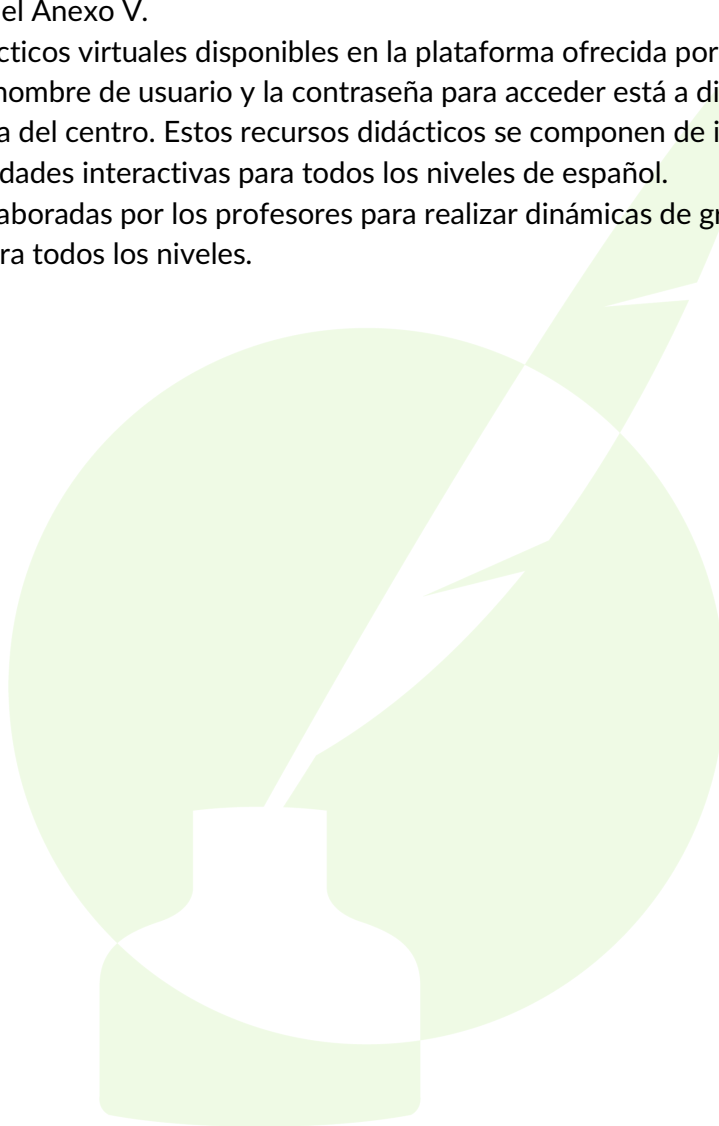 el Anexo V.
cticos virtuales disponibles en la plataforma ofrecida por
nombre de usuario y la contraseña para acceder está a di
a del centro. Estos recursos didácticos se componen de i
dades interactivas para todos los niveles de español.
aboradas por los profesores para realizar dinámicas de gr
ra todos los niveles.